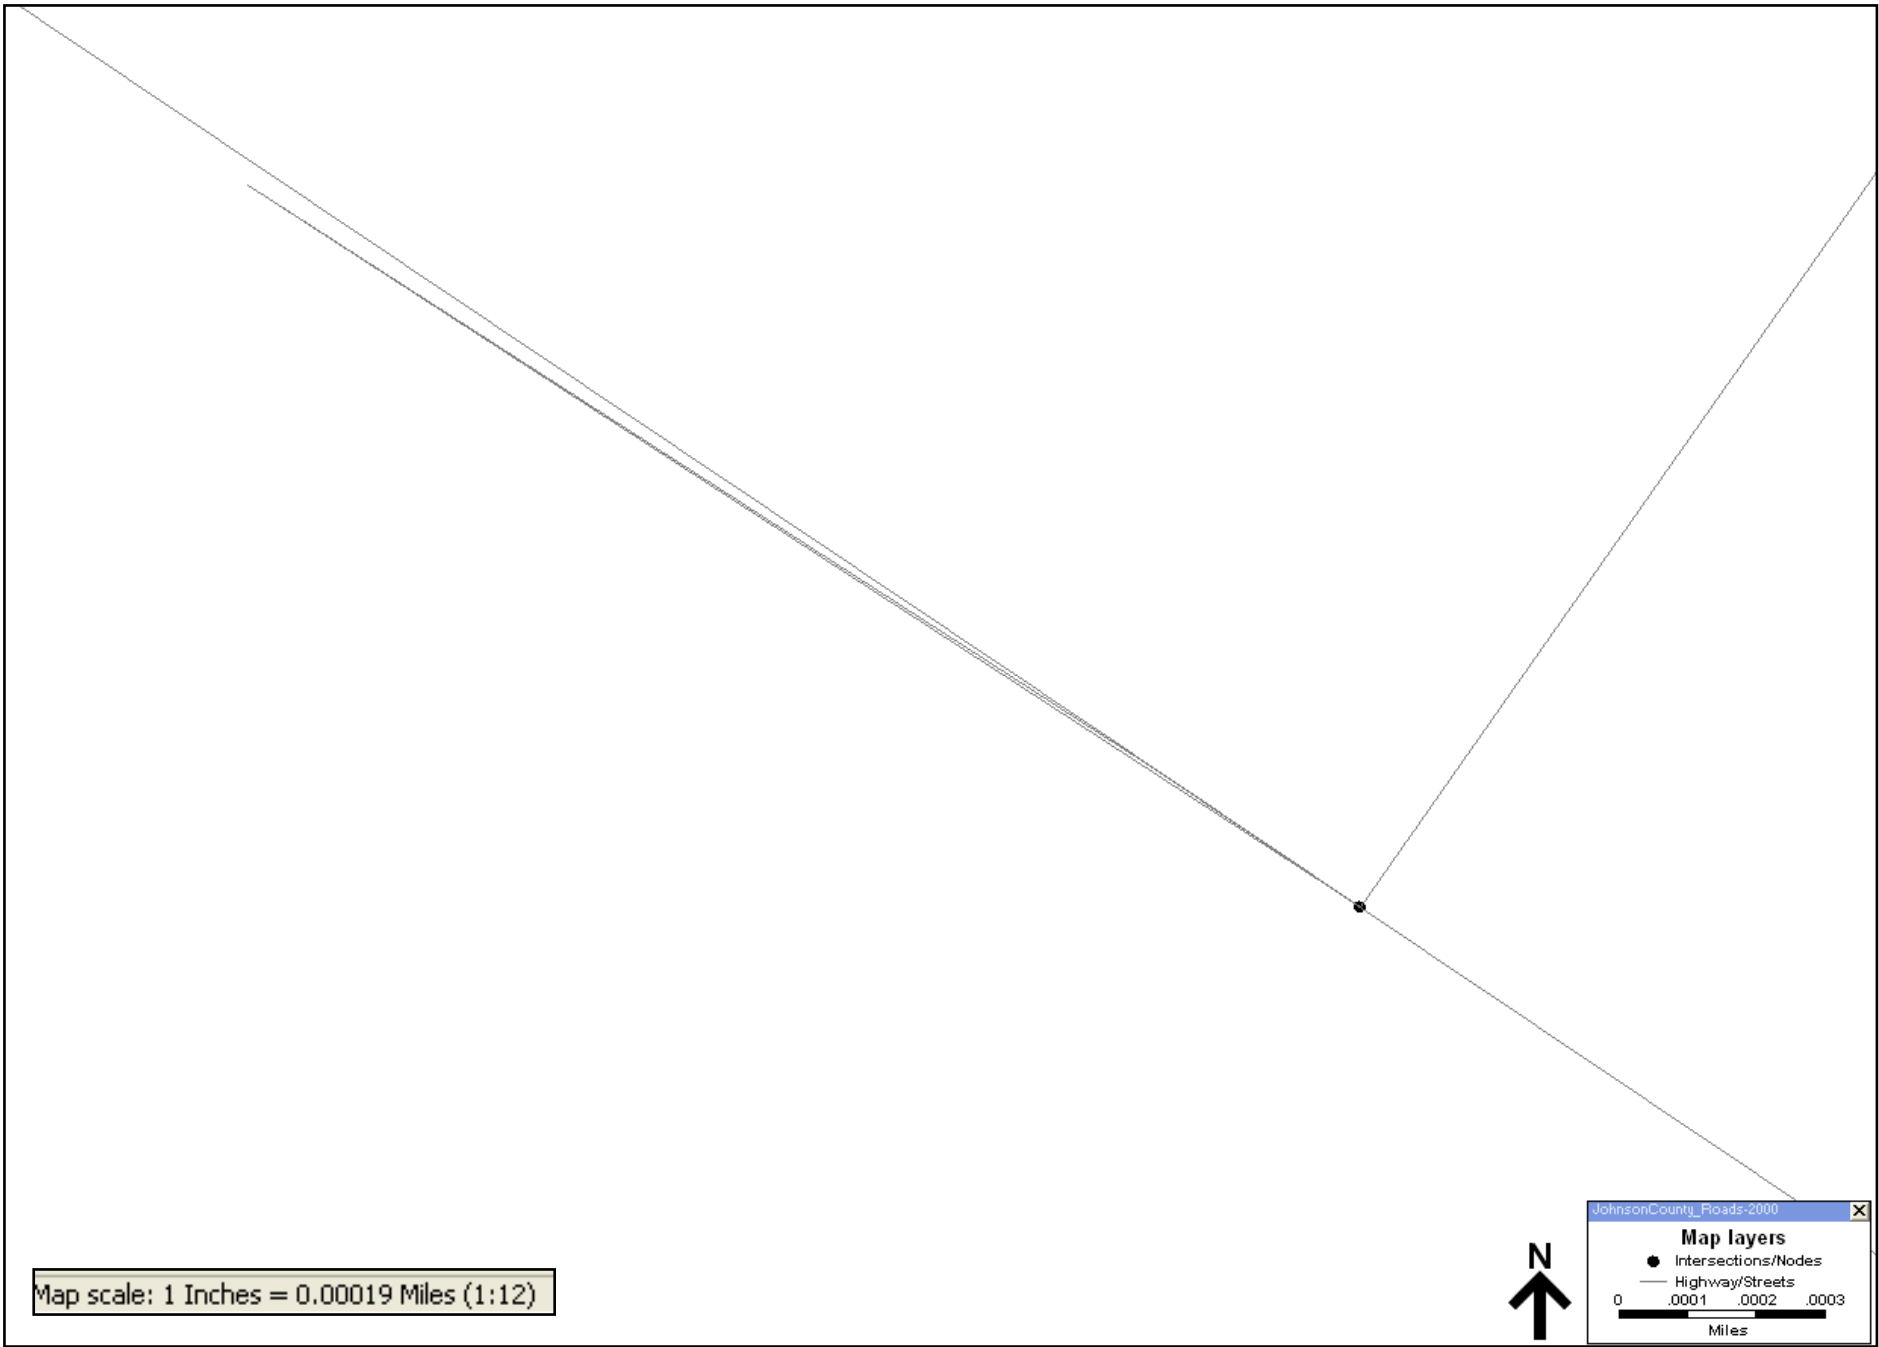 Map scale: 1 Inches = 0.00019 Miles (1:12)
N
JohnsonCounty_Roads-2000
Map layers
Intersections/Nodes
Highway/Streets
0 .0001 .0002 .0003
Miles